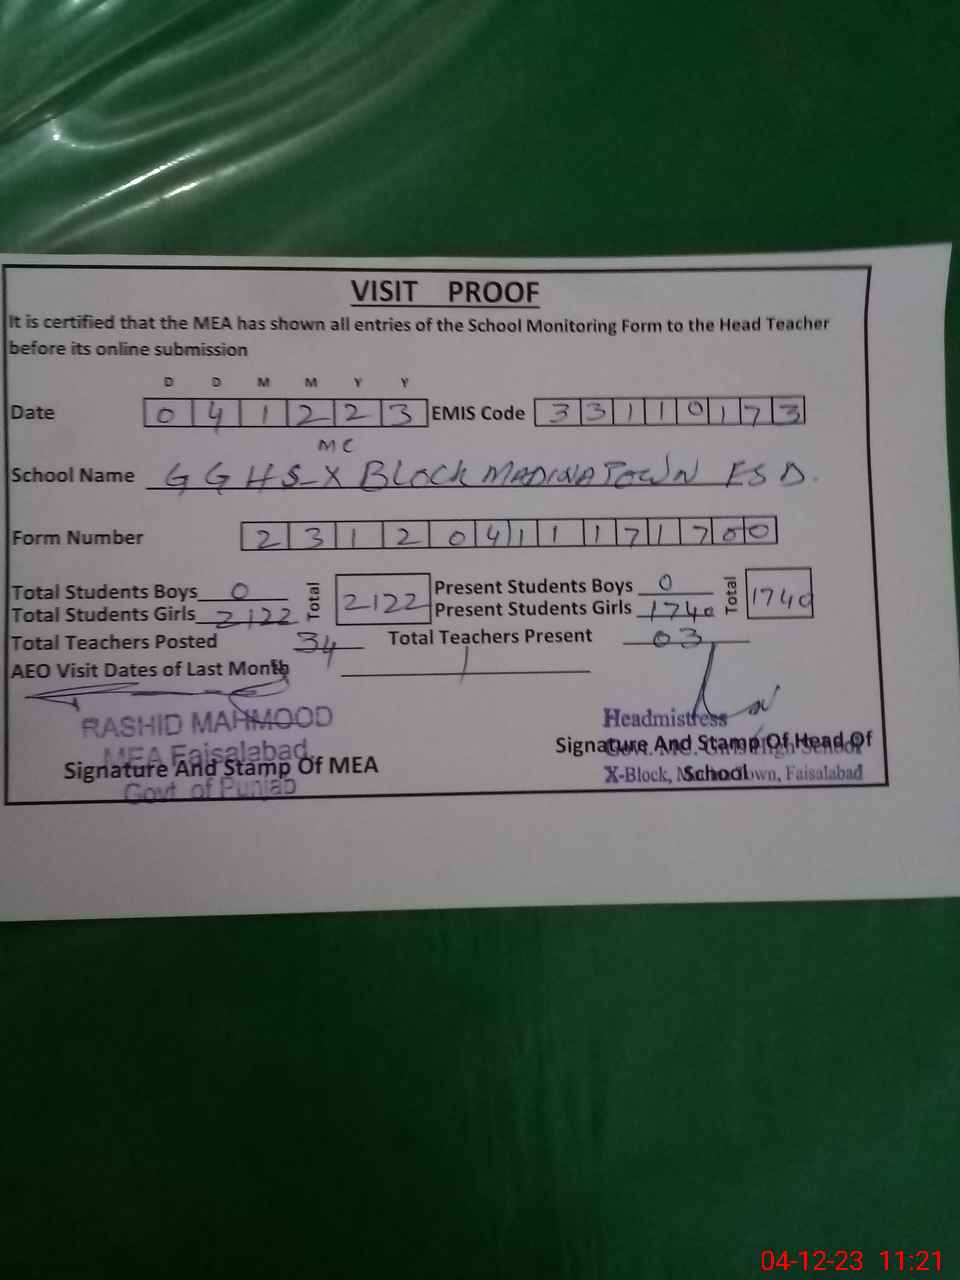 VISIT PROOF
It is certified that the MEA has shown all entries of the School Monitoring Form to the Head Teacher
before its online submission
D D M M Y Y
Date 0 4 1 2 2 3 EMIS Code 3 3 1 1 0 1 7 3
MC
School Name GGHS X BLOCK MADINA TOWN FSD.
Form Number 2 3 1 2 0 4 1 1 1 7 1 7 0 0
Total Students Boys 0 Total 2122 Present Students Boys 0 Total 1740
Total Students Girls 2122 Present Students Girls 1740
Total Teachers Posted 34 Total Teachers Present 03
AEO Visit Dates of Last Month /
RASHID MAHMOOD
MEA Faisalabad
Signature And Stamp Of MEA
Govt. of Punjab
Headmistress
Signature And Stamp Of Head Of
School
X-Block, Town, Faisalabad
04-12-23 11:21